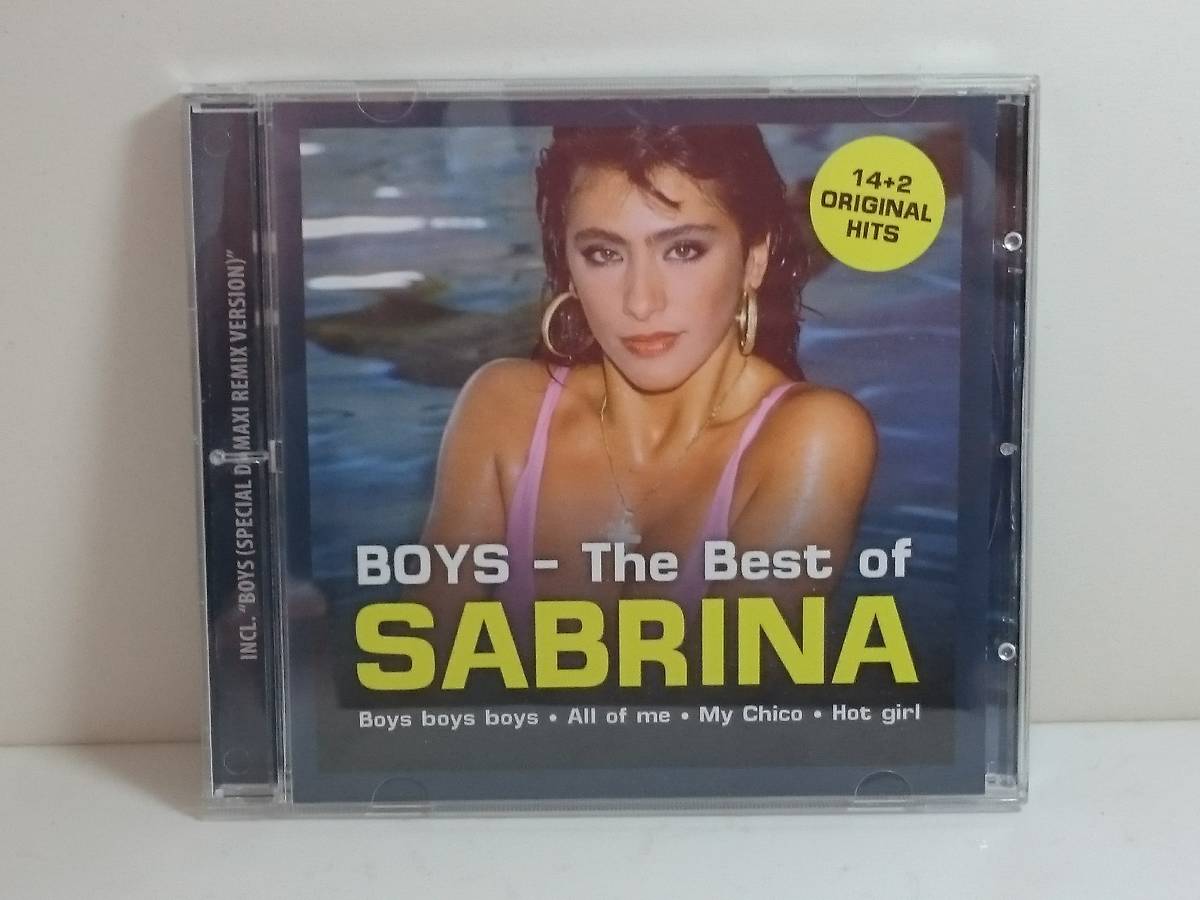 14+2
ORIGINAL
HITS
BOYS – The Best of
SABRINA
Boys boys boys • All of me • My Chico • Hot girl
INCL. "BOYS (SPECIAL MAXI REMIX VERSION)"